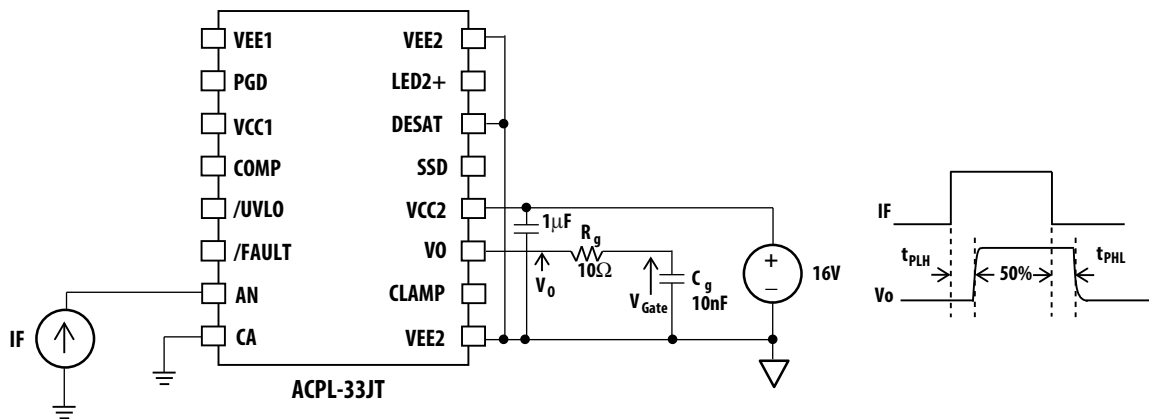 VEE1
PGD
VCC1
COMP
/UVLO
/FAULT
AN
CA
VEE2
LED2+
DESAT
SSD
VCC2
VO
CLAMP
VEE2
ACPL-33JT
IF
1μF
Rg
10Ω
VO
VGate
Cg
10nF
+
−
16V
IF
tPLH
50%
tPHL
Vo